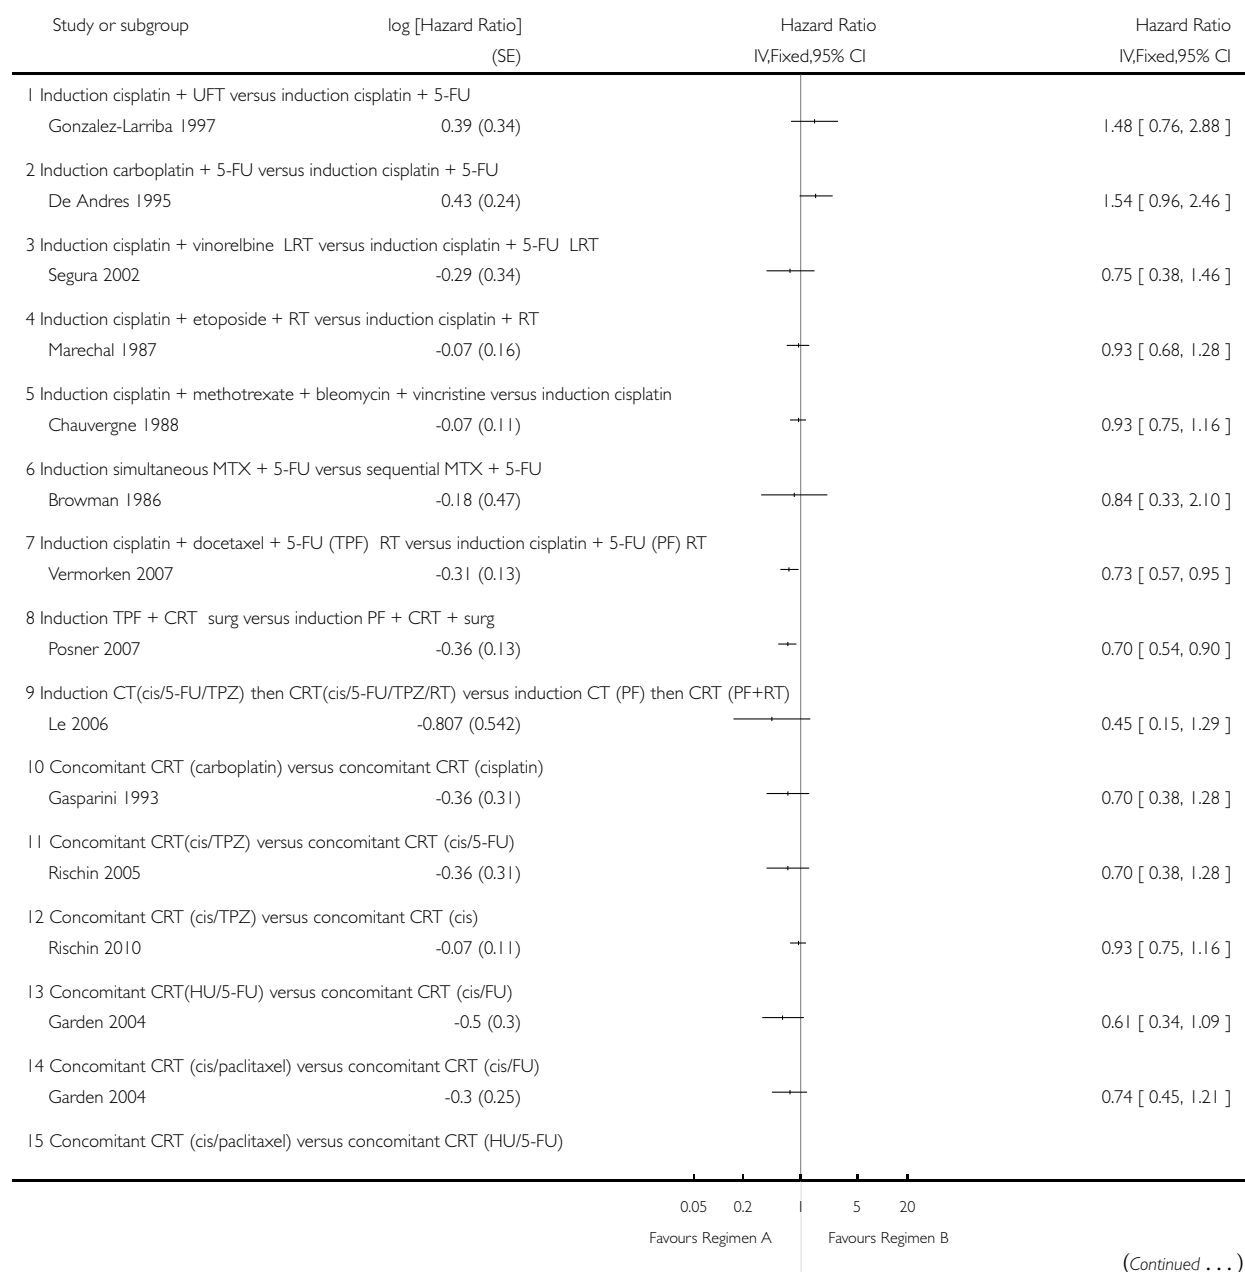 Study or subgroup log [Hazard Ratio] Hazard Ratio Hazard Ratio
(SE) IV,Fixed,95% CI IV,Fixed,95% CI
1 Induction cisplatin + UFT versus induction cisplatin + 5-FU
Gonzalez-Larriba 1997 0.39 (0.34) 1.48 [ 0.76, 2.88 ]
2 Induction carboplatin + 5-FU versus induction cisplatin + 5-FU
De Andres 1995 0.43 (0.24) 1.54 [ 0.96, 2.46 ]
3 Induction cisplatin + vinorelbine LRT versus induction cisplatin + 5-FU LRT
Segura 2002 -0.29 (0.34) 0.75 [ 0.38, 1.46 ]
4 Induction cisplatin + etoposide + RT versus induction cisplatin + RT
Marechal 1987 -0.07 (0.16) 0.93 [ 0.68, 1.28 ]
5 Induction cisplatin + methotrexate + bleomycin + vincristine versus induction cisplatin
Chauvergne 1988 -0.07 (0.11) 0.93 [ 0.75, 1.16 ]
6 Induction simultaneous MTX + 5-FU versus sequential MTX + 5-FU
Browman 1986 -0.18 (0.47) 0.84 [ 0.33, 2.10 ]
7 Induction cisplatin + docetaxel + 5-FU (TPF) RT versus induction cisplatin + 5-FU (PF) RT
Vermorken 2007 -0.31 (0.13) 0.73 [ 0.57, 0.95 ]
8 Induction TPF + CRT surg versus induction PF + CRT + surg
Posner 2007 -0.36 (0.13) 0.70 [ 0.54, 0.90 ]
9 Induction CT(cis/5-FU/TPZ) then CRT(cis/5-FU/TPZ/RT) versus induction CT (PF) then CRT (PF+RT)
Le 2006 -0.807 (0.542) 0.45 [ 0.15, 1.29 ]
10 Concomitant CRT (carboplatin) versus concomitant CRT (cisplatin)
Gasparini 1993 -0.36 (0.31) 0.70 [ 0.38, 1.28 ]
11 Concomitant CRT(cis/TPZ) versus concomitant CRT (cis/5-FU)
Rischin 2005 -0.36 (0.31) 0.70 [ 0.38, 1.28 ]
12 Concomitant CRT (cis/TPZ) versus concomitant CRT (cis)
Rischin 2010 -0.07 (0.11) 0.93 [ 0.75, 1.16 ]
13 Concomitant CRT(HU/5-FU) versus concomitant CRT (cis/FU)
Garden 2004 -0.5 (0.3) 0.61 [ 0.34, 1.09 ]
14 Concomitant CRT (cis/paclitaxel) versus concomitant CRT (cis/FU)
Garden 2004 -0.3 (0.25) 0.74 [ 0.45, 1.21 ]
15 Concomitant CRT (cis/paclitaxel) versus concomitant CRT (HU/5-FU)
0.05 0.2 1 5 20
Favours Regimen A Favours Regimen B
(Continued . . . )